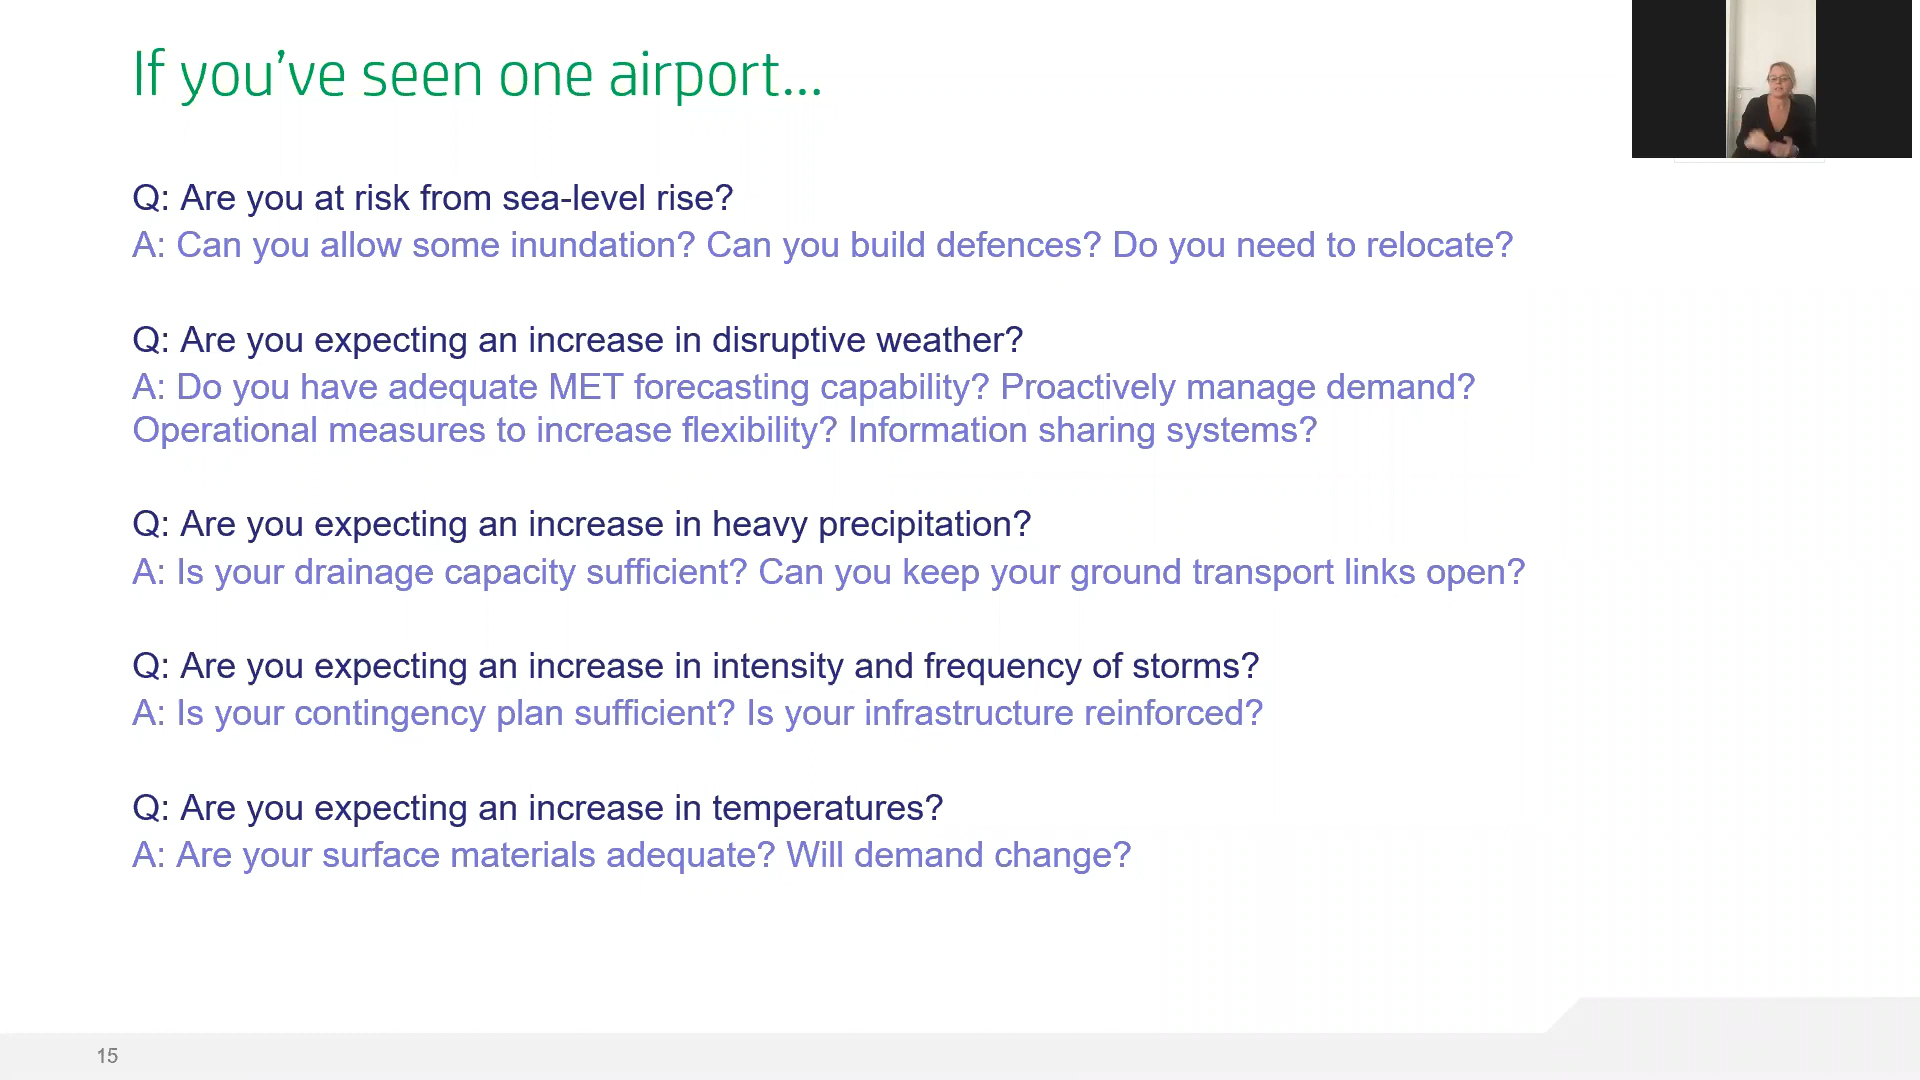 If you’ve seen one airport...
Q: Are you at risk from sea-level rise?
A: Can you allow some inundation? Can you build defences? Do you need to relocate?
Q: Are you expecting an increase in disruptive weather?
A: Do you have adequate MET forecasting capability? Proactively manage demand?
Operational measures to increase flexibility? Information sharing systems?
Q: Are you expecting an increase in heavy precipitation?
A: Is your drainage capacity sufficient? Can you keep your ground transport links open?
Q: Are you expecting an increase in intensity and frequency of storms?
A: Is your contingency plan sufficient? Is your infrastructure reinforced?
Q: Are you expecting an increase in temperatures?
A: Are your surface materials adequate? Will demand change?
15